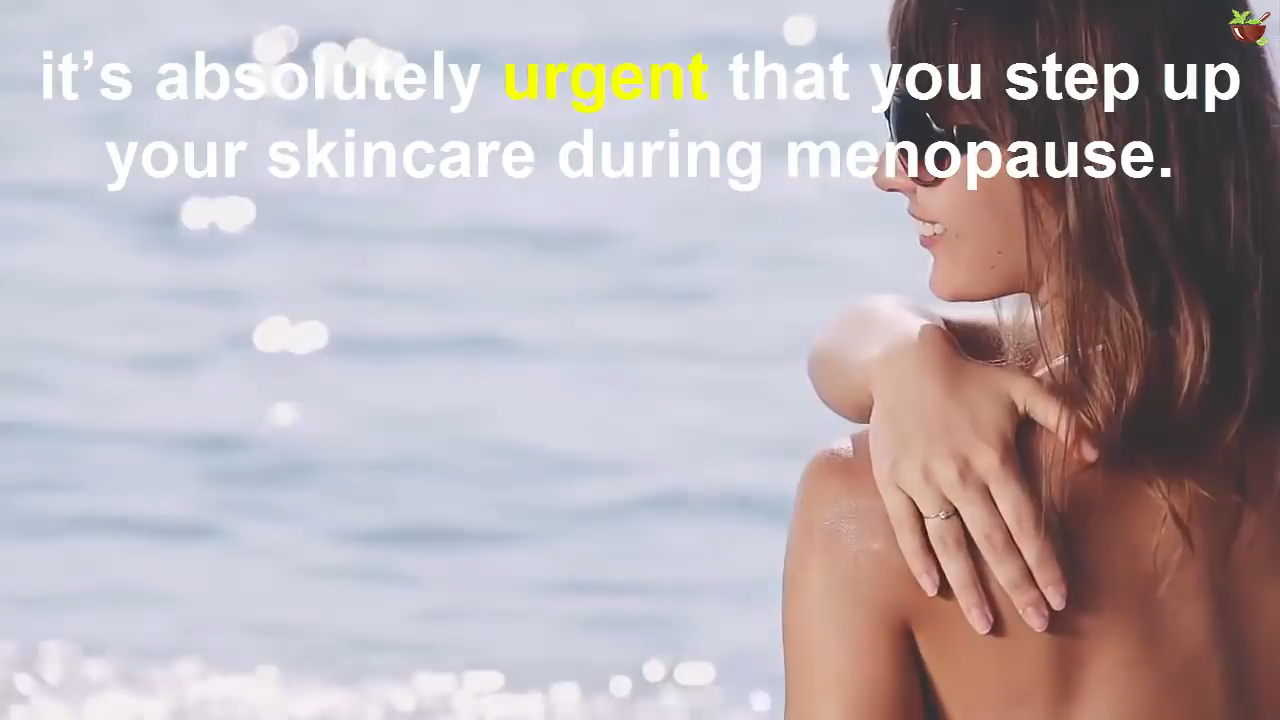 it’s absolutely urgent that you step up
your skincare during menopause.